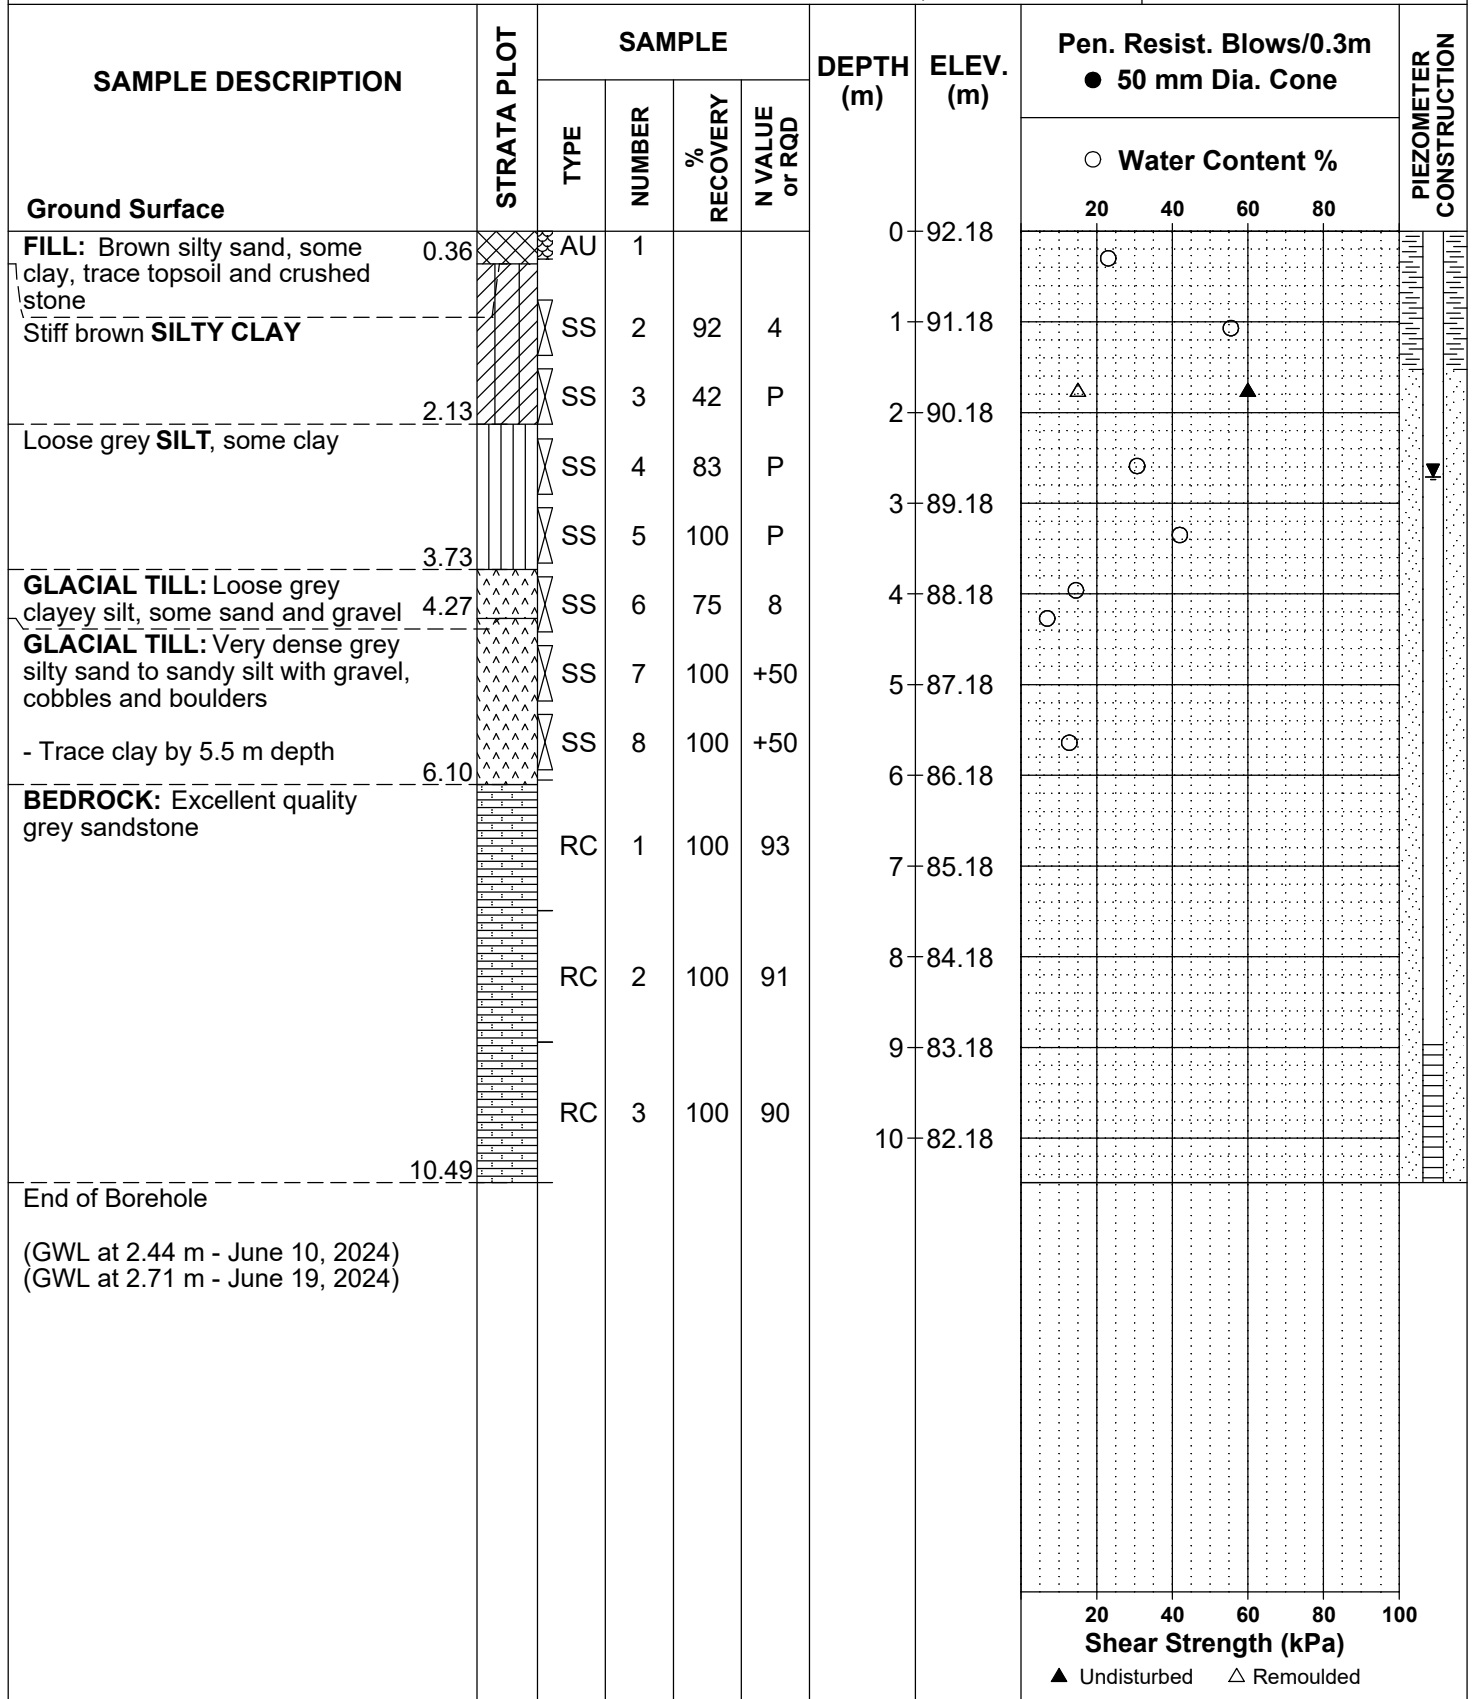 SAMPLE DESCRIPTION
STRATA PLOT
SAMPLE
TYPE
NUMBER
%
RECOVERY
N VALUE
or RQD
DEPTH
(m)
ELEV.
(m)
Pen. Resist. Blows/0.3m
● 50 mm Dia. Cone
○ Water Content %
20 40 60 80
PIEZOMETER
CONSTRUCTION
Ground Surface
0 92.18
FILL: Brown silty sand, some 0.36 AU 1
clay, trace topsoil and crushed
stone
Stiff brown SILTY CLAY SS 2 92 4
1 91.18
SS 3 42 P
2.13
2 90.18
Loose grey SILT, some clay
SS 4 83 P
3 89.18
SS 5 100 P
3.73
GLACIAL TILL: Loose grey
4 88.18
clayey silt, some sand and gravel 4.27 SS 6 75 8
GLACIAL TILL: Very dense grey
silty sand to sandy silt with gravel, SS 7 100 +50
5 87.18
cobbles and boulders
- Trace clay by 5.5 m depth SS 8 100 +50
6.10
6 86.18
BEDROCK: Excellent quality
grey sandstone
RC 1 100 93
7 85.18
8 84.18
RC 2 100 91
9 83.18
RC 3 100 90
10 82.18
10.49
End of Borehole
(GWL at 2.44 m - June 10, 2024)
(GWL at 2.71 m - June 19, 2024)
20 40 60 80 100
Shear Strength (kPa)
▲ Undisturbed △ Remoulded